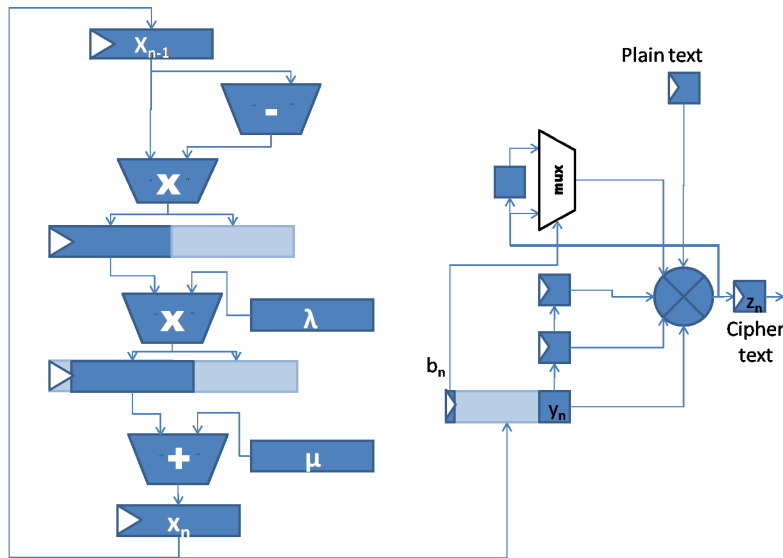 Xn-1
" - "
" X "
" X "
λ
" + "
μ
xn
Plain text
mux
bn
yn
zn
Cipher
text